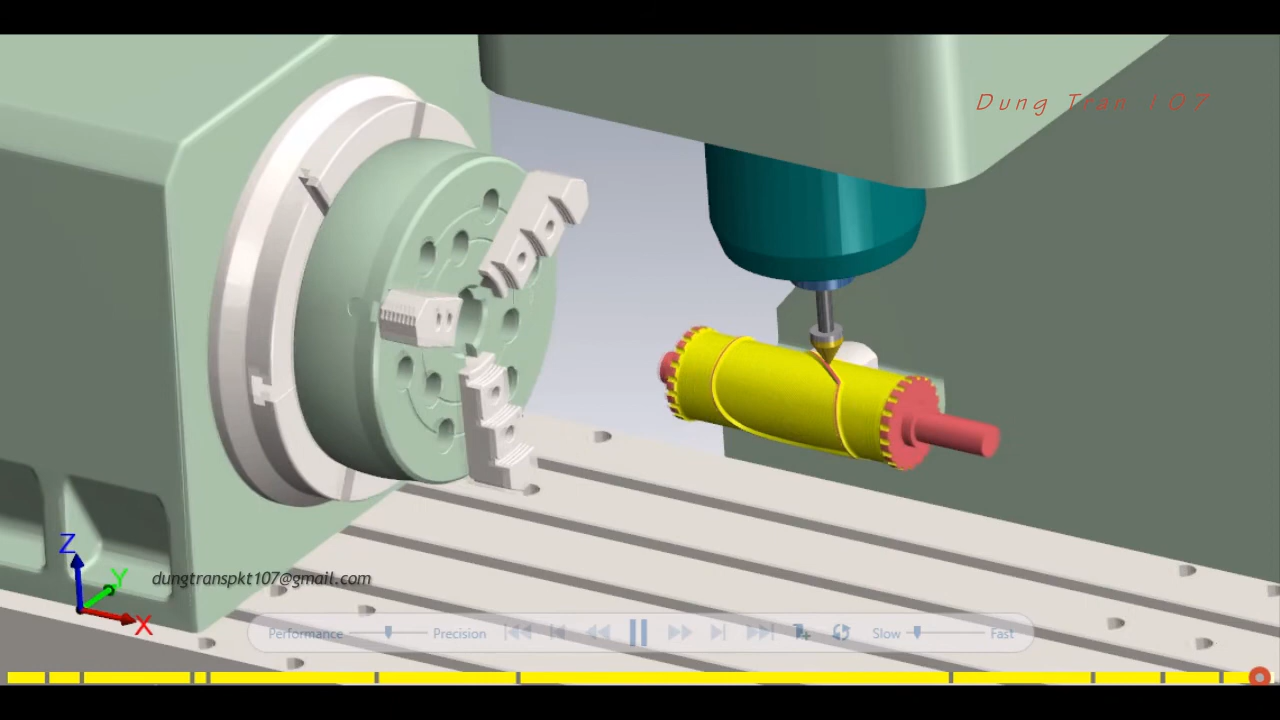 Dung Tran 107
Z
Y
dungtranspkt107@gmail.com
X
Performance
Precision
Slow
Fast